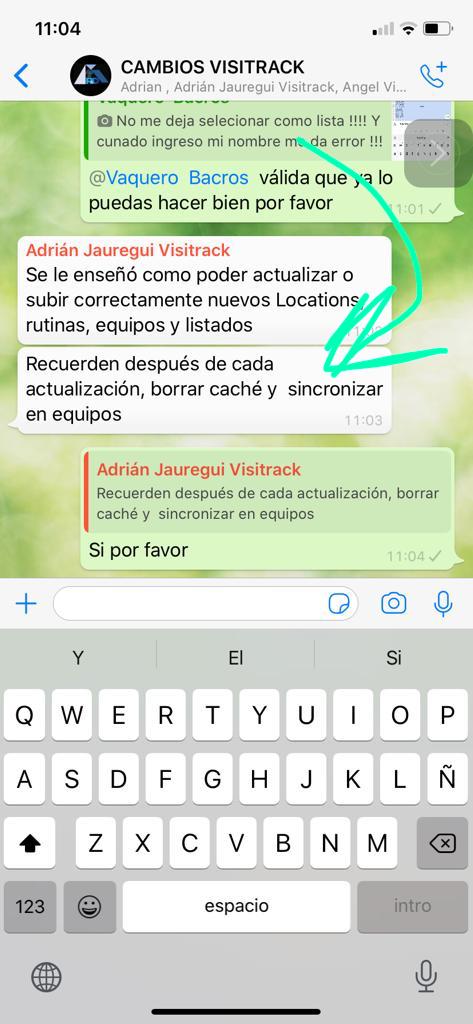 11:04
CAMBIOS VISITRACK
Adrian , Adrián Jauregui Visitrack, Angel Vi...
Vaquero Bacros
No me deja selecionar como lista !!!! Y
cunado ingreso mi nombre me da error !!!
@Vaquero Bacros válida que ya lo
puedas hacer bien por favor
11:01
Adrián Jauregui Visitrack
Se le enseñó como poder actualizar o
subir correctamente nuevos Locations,
rutinas, equipos y listados
Recuerden después de cada
actualización, borrar caché y sincronizar
en equipos
11:03
Adrián Jauregui Visitrack
Recuerden después de cada actualización, borrar
caché y sincronizar en equipos
Si por favor
11:04
Y El Si
Q W E R T Y U I O P
A S D F G H J K L Ñ
Z X C V B N M
123 espacio intro